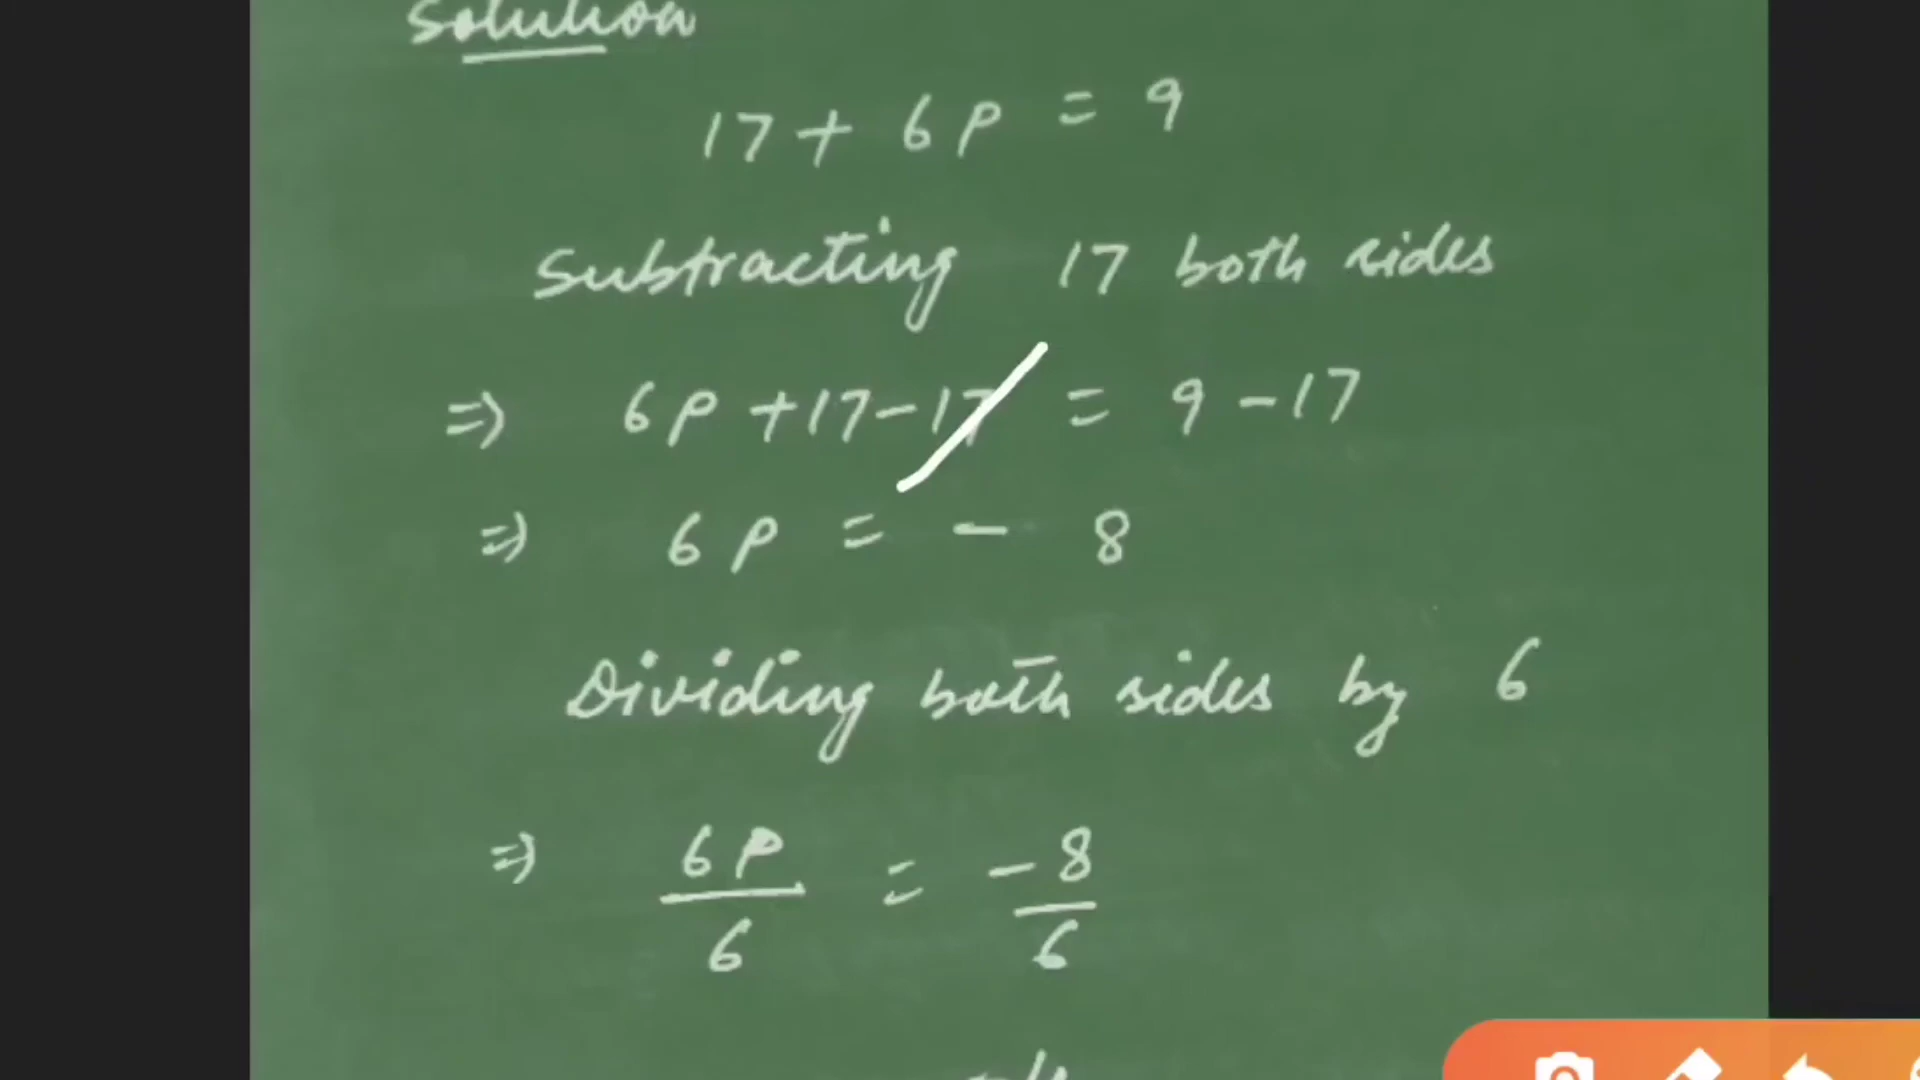 Solution
17 + 6p = 9
Subtracting 17 both sides
=> 6p + 17 - 17 = 9 - 17
=> 6p = - 8
Dividing both sides by 6
=> 6p/6 = -8/6